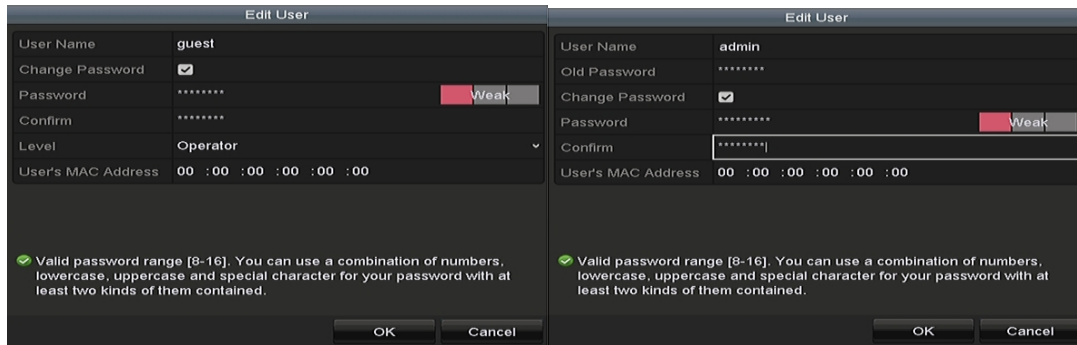 Edit User
User Name guest
Change Password
Password ******** Weak
Confirm ********
Level Operator
User's MAC Address 00 :00 :00 :00 :00 :00
Valid password range [8-16]. You can use a combination of numbers,
lowercase, uppercase and special character for your password with at
least two kinds of them contained.
OK Cancel
Edit User
User Name admin
Old Password ********
Change Password
Password ********* Weak
Confirm ********
User's MAC Address 00 :00 :00 :00 :00 :00
Valid password range [8-16]. You can use a combination of numbers,
lowercase, uppercase and special character for your password with at
least two kinds of them contained.
OK Cancel